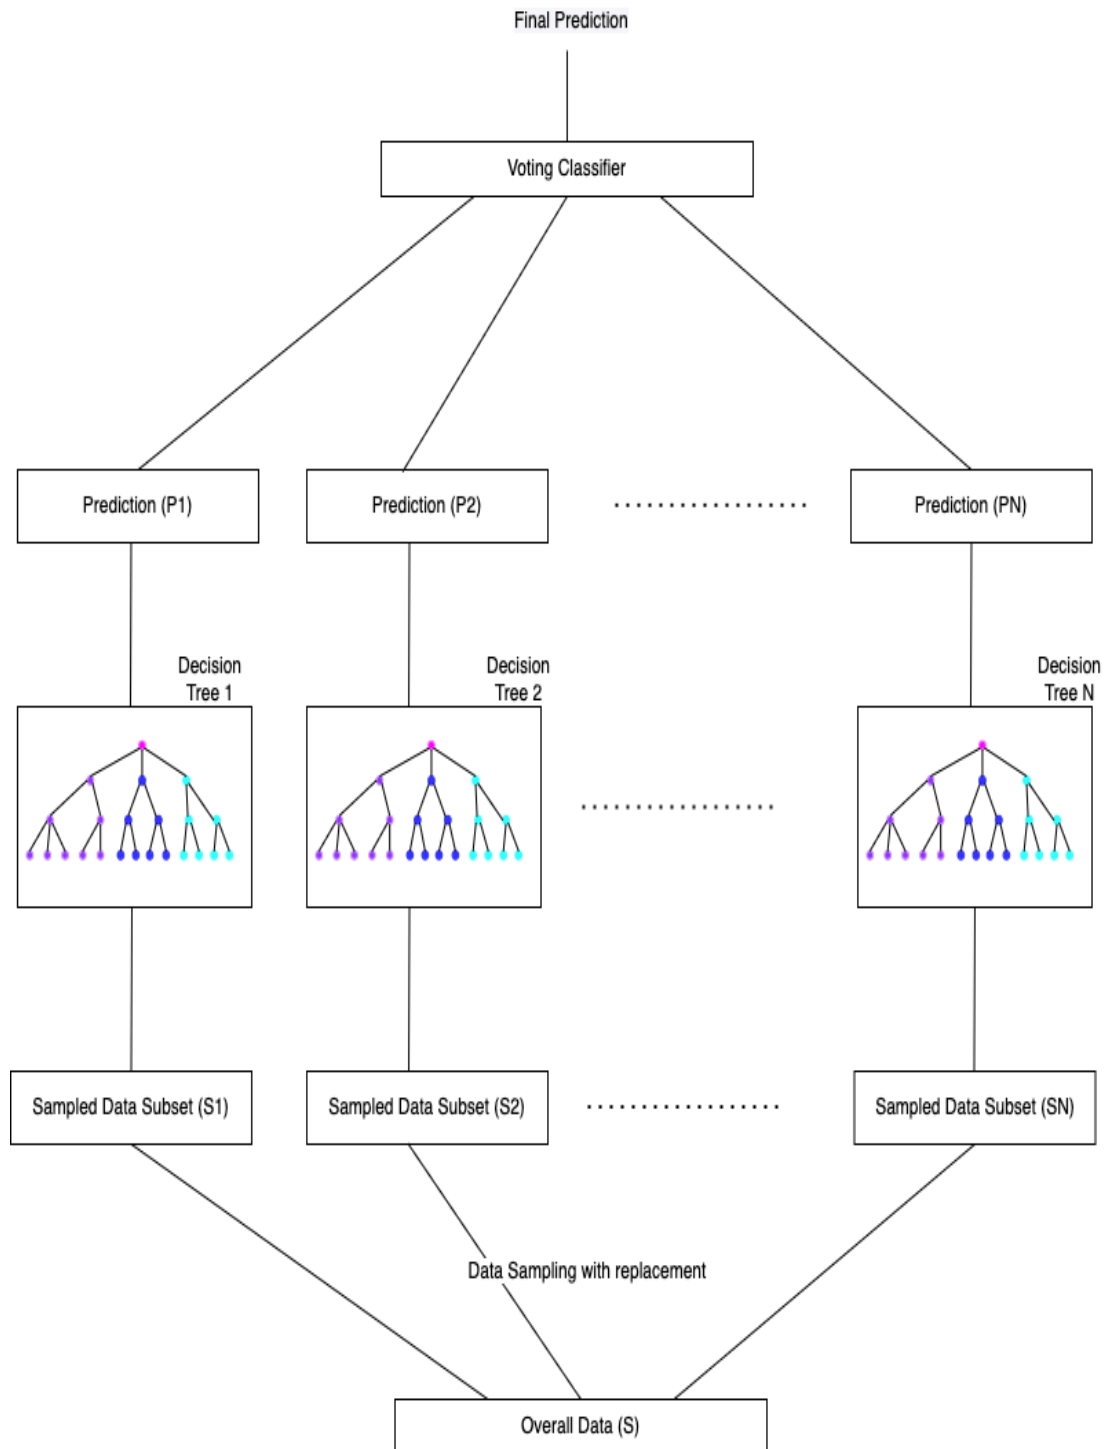 Final Prediction
Voting Classifier
Prediction (P1)
Prediction (P2)
Prediction (PN)
Decision
Tree 1
Decision
Tree 2
Decision
Tree N
Sampled Data Subset (S1)
Sampled Data Subset (S2)
Sampled Data Subset (SN)
Data Sampling with replacement
Overall Data (S)